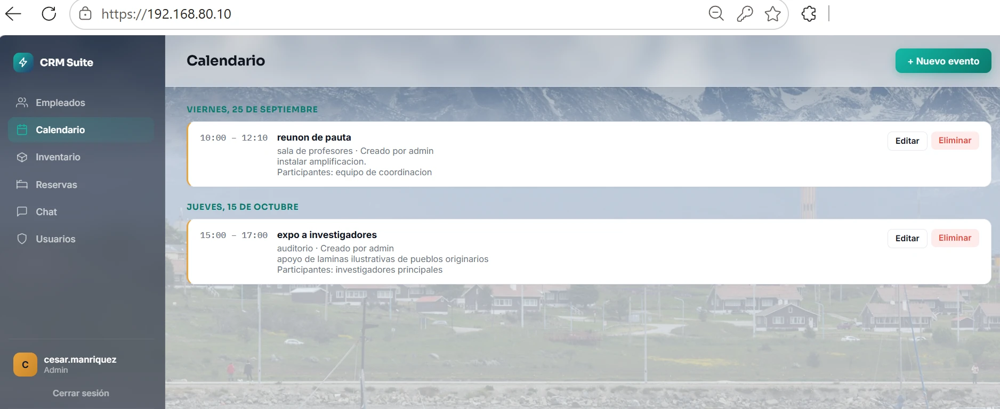 https://192.168.80.10
CRM Suite
Empleados
Calendario
Inventario
Reservas
Chat
Usuarios
cesar.manriquez
C
Admin
Cerrar sesión
Calendario
+ Nuevo evento
VIERNES, 25 DE SEPTIEMBRE
10:00 – 12:10 reunon de pauta Editar Eliminar
sala de profesores · Creado por admin
instalar amplificacion.
Participantes: equipo de coordinacion
JUEVES, 15 DE OCTUBRE
15:00 – 17:00 expo a investigadores Editar Eliminar
auditorio · Creado por admin
apoyo de laminas ilustrativas de pueblos originarios
Participantes: investigadores principales